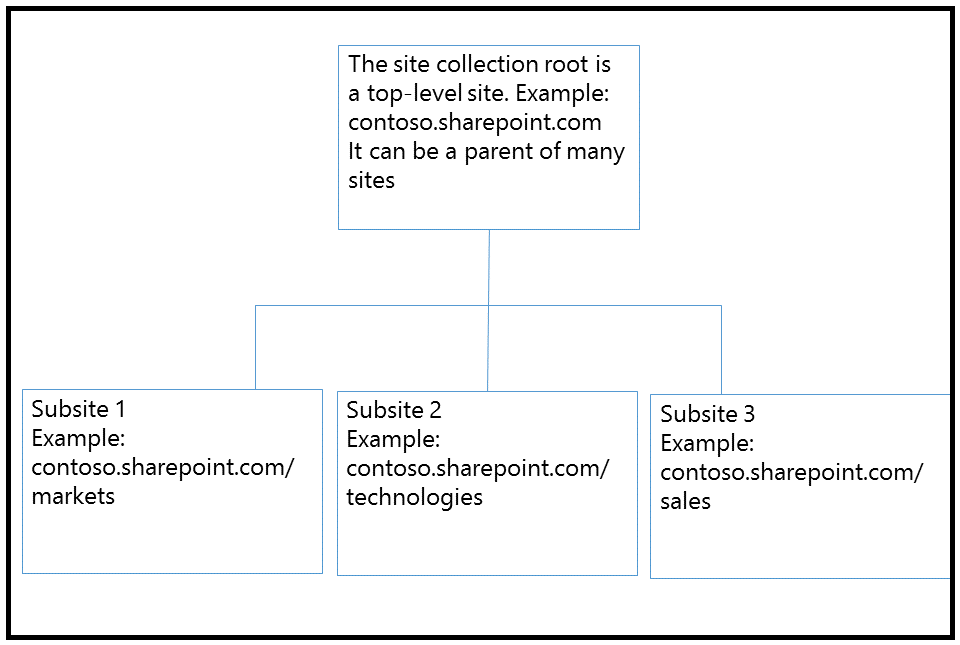 The site collection root is
a top-level site. Example:
contoso.sharepoint.com
It can be a parent of many
sites
Subsite 1
Example:
contoso.sharepoint.com/
markets
Subsite 2
Example:
contoso.sharepoint.com/
technologies
Subsite 3
Example:
contoso.sharepoint.com/
sales